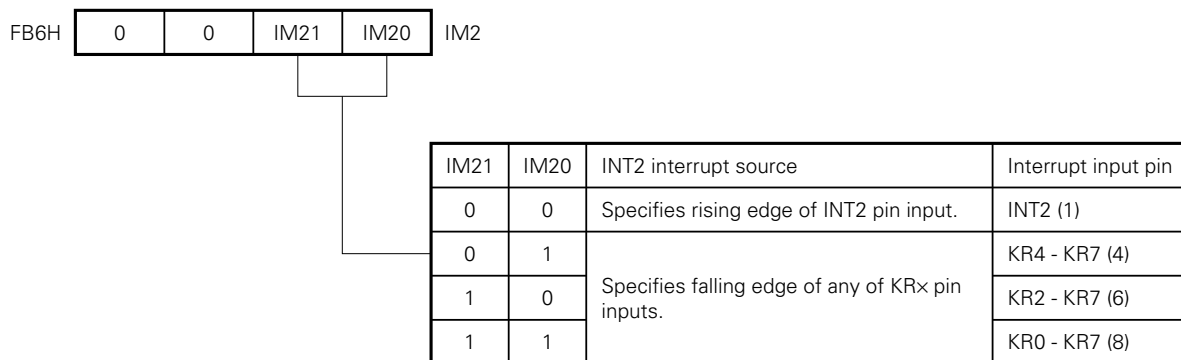 FB6H 0 0 IM21 IM20 IM2
IM21 IM20 INT2 interrupt source Interrupt input pin
0 0 Specifies rising edge of INT2 pin input. INT2 (1)
0 1 Specifies falling edge of any of KR× pin KR4 - KR7 (4)
1 0 inputs. KR2 - KR7 (6)
1 1 KR0 - KR7 (8)